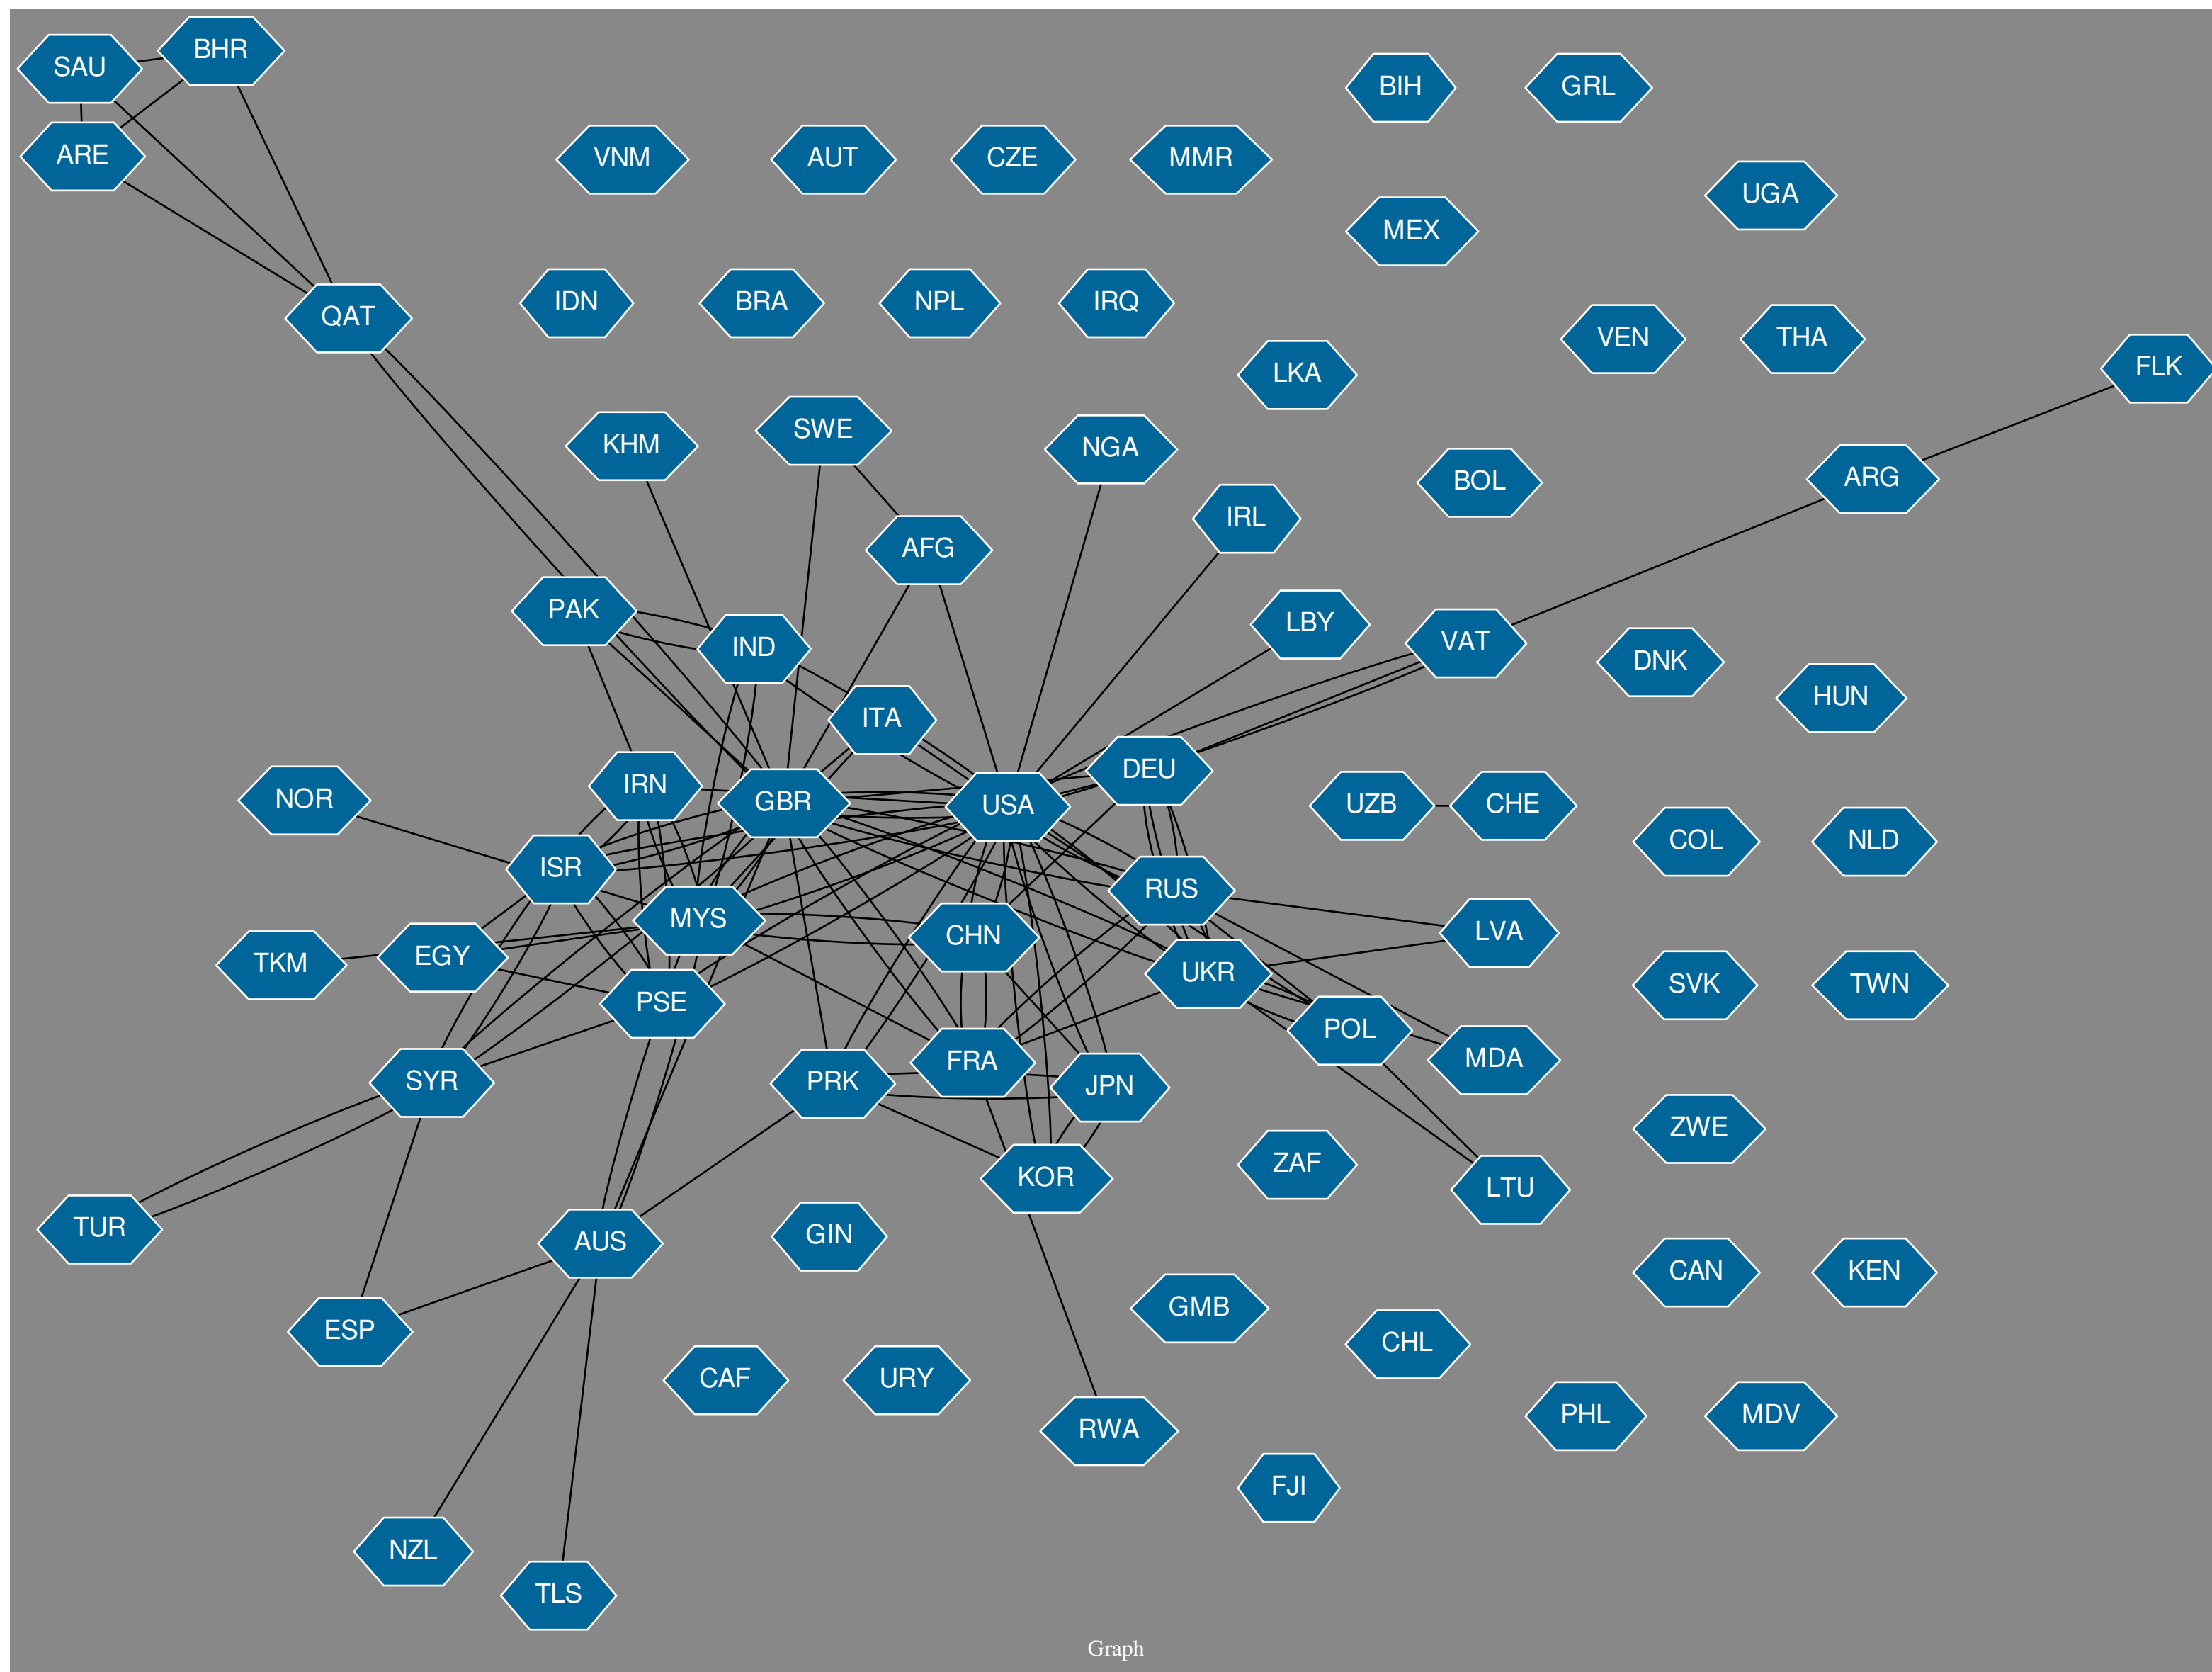 BHR
SAU
BIH
GRL
ARE
VNM
AUT
CZE
MMR
UGA
MEX
IDN
BRA
NPL
IRQ
QAT
VEN
THA
FLK
LKA
SWE
KHM
NGA
ARG
BOL
IRL
AFG
PAK
LBY
IND
VAT
DNK
HUN
ITA
DEU
IRN
NOR
GBR
USA
UZB
CHE
COL
NLD
ISR
RUS
MYS
CHN
LVA
EGY
TKM
UKR
SVK
TWN
PSE
POL
MDA
FRA
SYR
PRK
JPN
ZWE
ZAF
KOR
LTU
TUR
AUS
GIN
CAN
KEN
GMB
ESP
CHL
CAF
URY
PHL
MDV
RWA
FJI
NZL
TLS
Graph